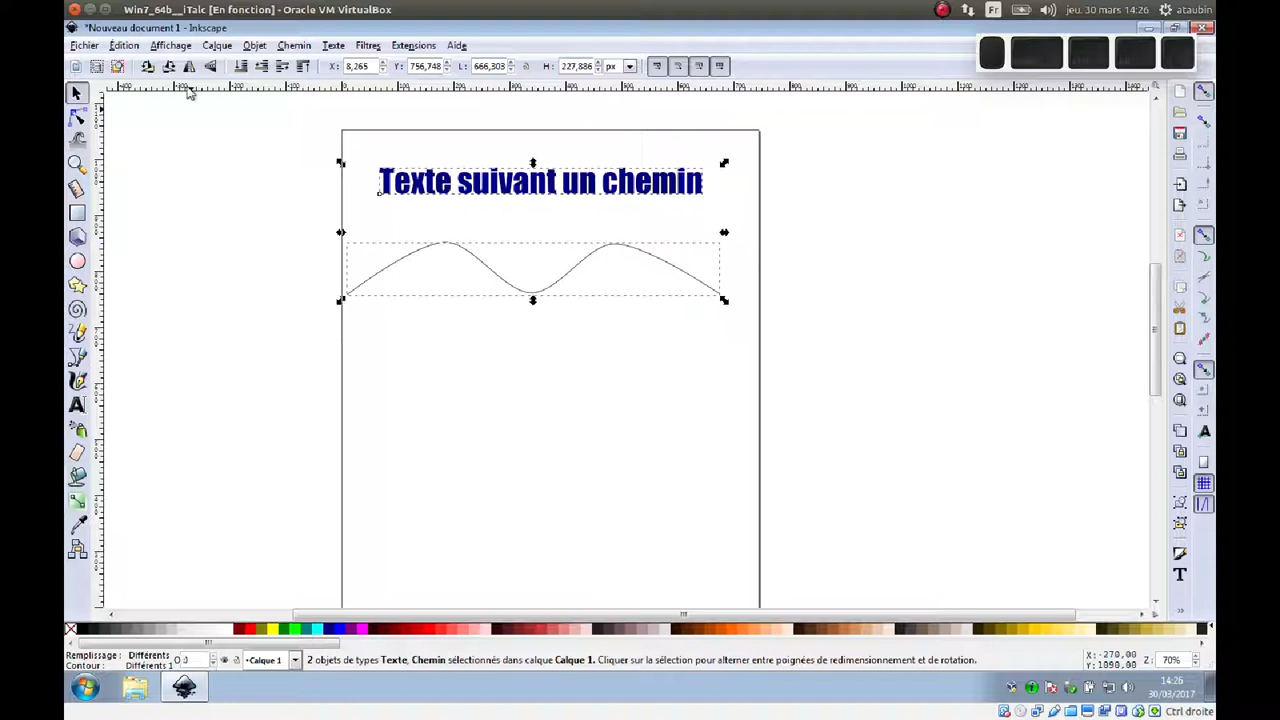 Win7_64b__iTalc [En fonction] - Oracle VM VirtualBox
Fr
jeu. 30 mars 14:26
ataubin
*Nouveau document 1 - Inkscape
Fichier Édition Affichage Calque Objet Chemin Texte Filtres Extensions Aide
X: 8,265 Y: 756,748 L: 666,303 H: 227,886 px
Texte suivant un chemin
Remplissage: Différents
Contour: Différents 1
O: 0
•Calque 1
2 objets de types Texte, Chemin sélectionnés dans calque Calque 1. Cliquer sur la sélection pour alterner entre poignées de redimensionnement et de rotation.
X: -270,00
Y: 1090,00
Z: 70%
14:26
30/03/2017
Ctrl droite